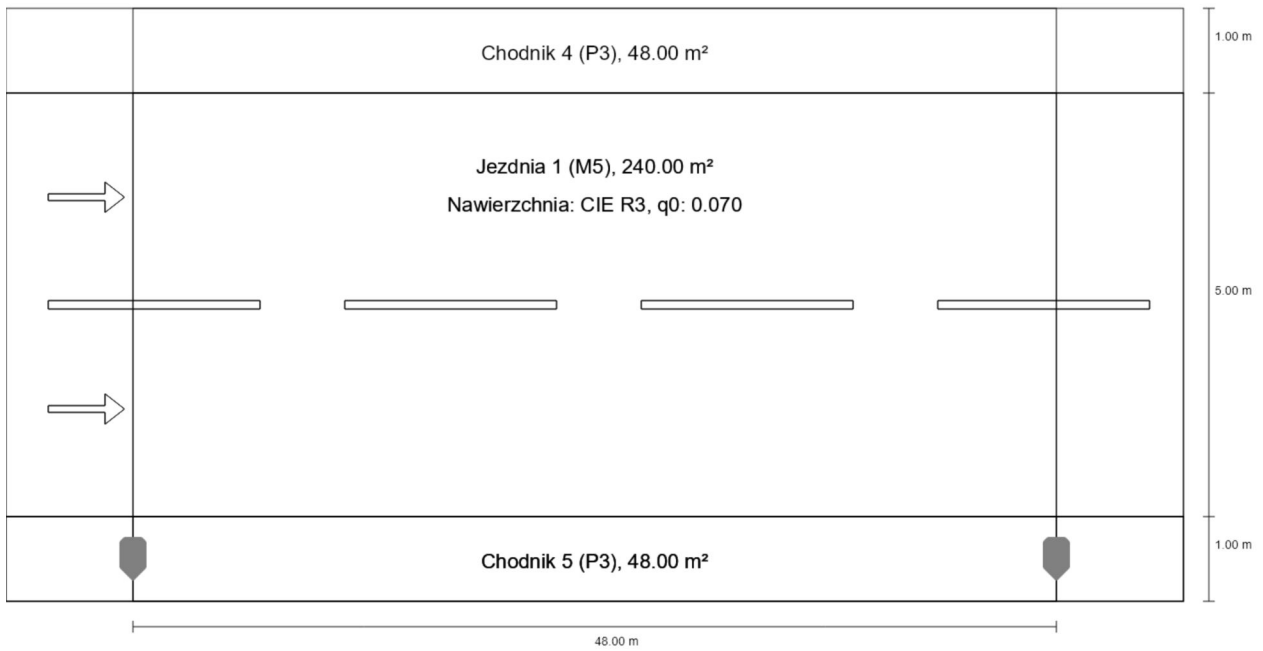 Chodnik 4 (P3), 48.00 m²
1.00 m
Jezdnia 1 (M5), 240.00 m²
Nawierzchnia: CIE R3, q0: 0.070
5.00 m
Chodnik 5 (P3), 48.00 m²
1.00 m
48.00 m